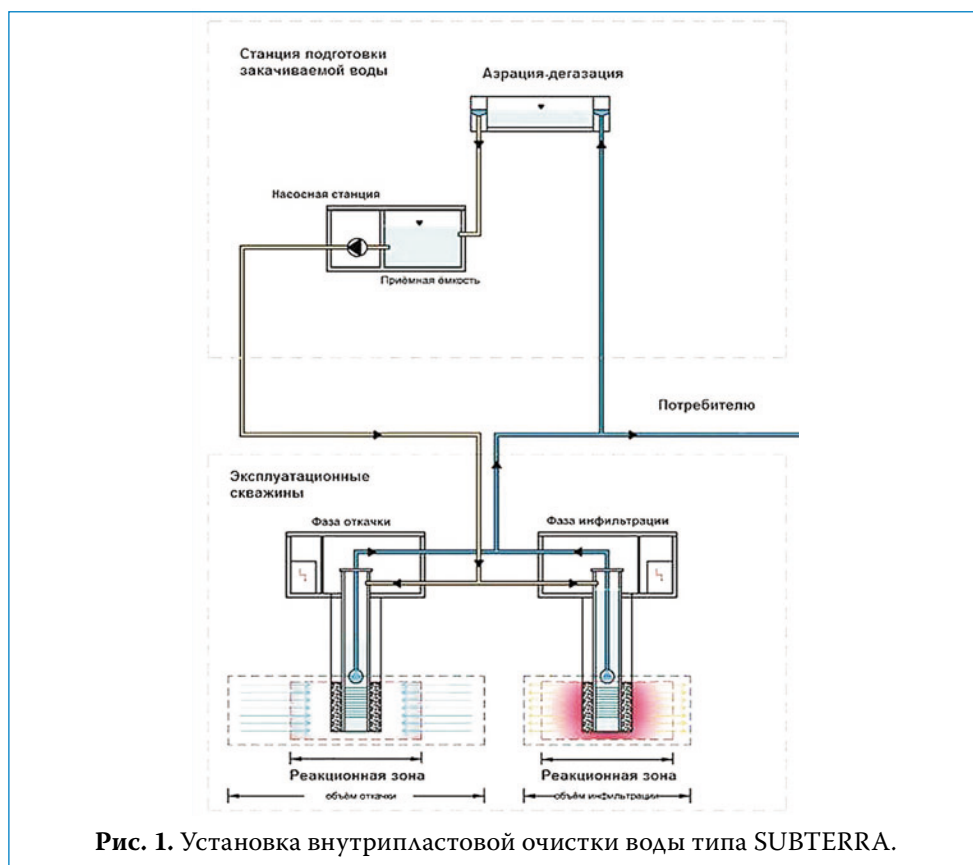 Станция подготовки
закачиваемой воды
Аэрация-дегазация
Насосная станция
Приёмная ёмкость
Потребителю
Эксплуатационные
скважины
Фаза откачки
Фаза инфильтрации
Реакционная зона
Реакционная зона
объём откачки
объём инфильтрации
Рис. 1. Установка внутрипластовой очистки воды типа SUBTERRA.